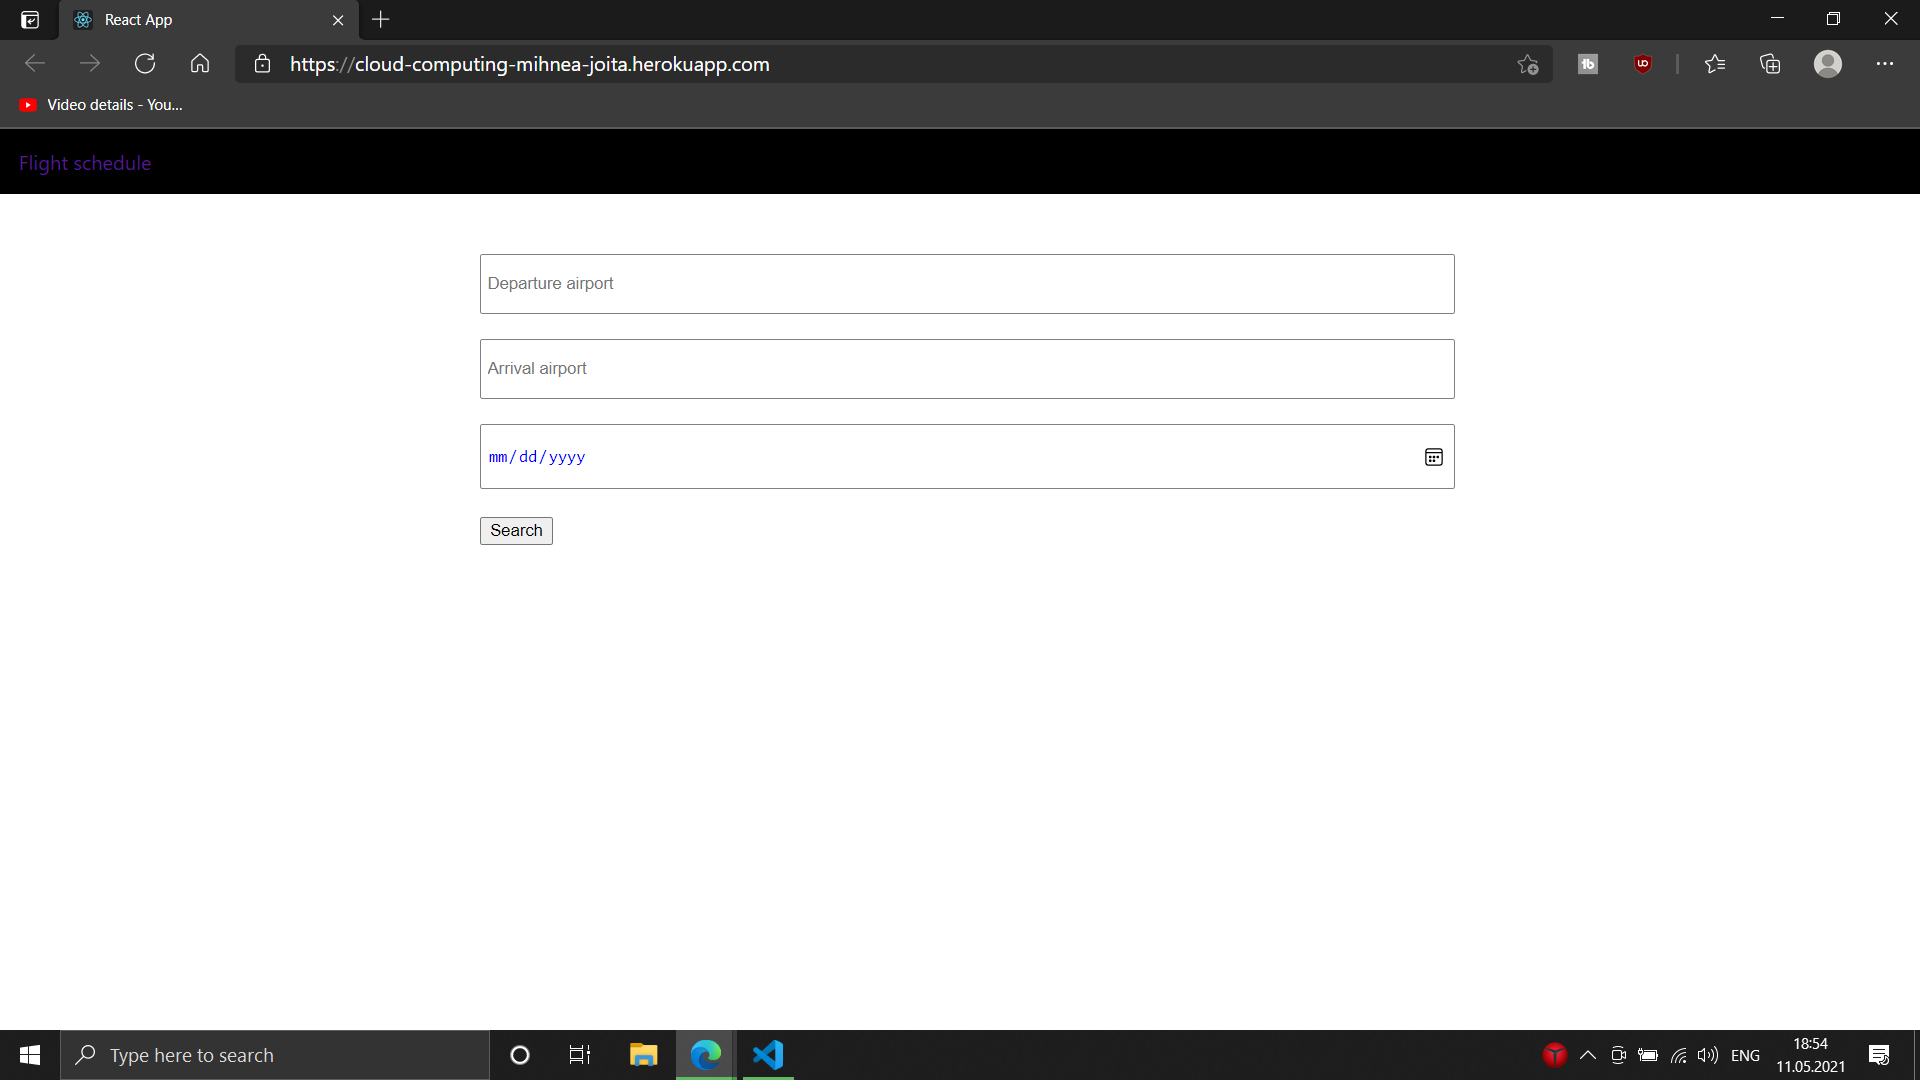 React App
https://cloud-computing-mihnea-joita.herokuapp.com
Video details - You...
Flight schedule
Departure airport
Arrival airport
mm/dd/yyyy
Search
Type here to search
ENG
18:54
11.05.2021